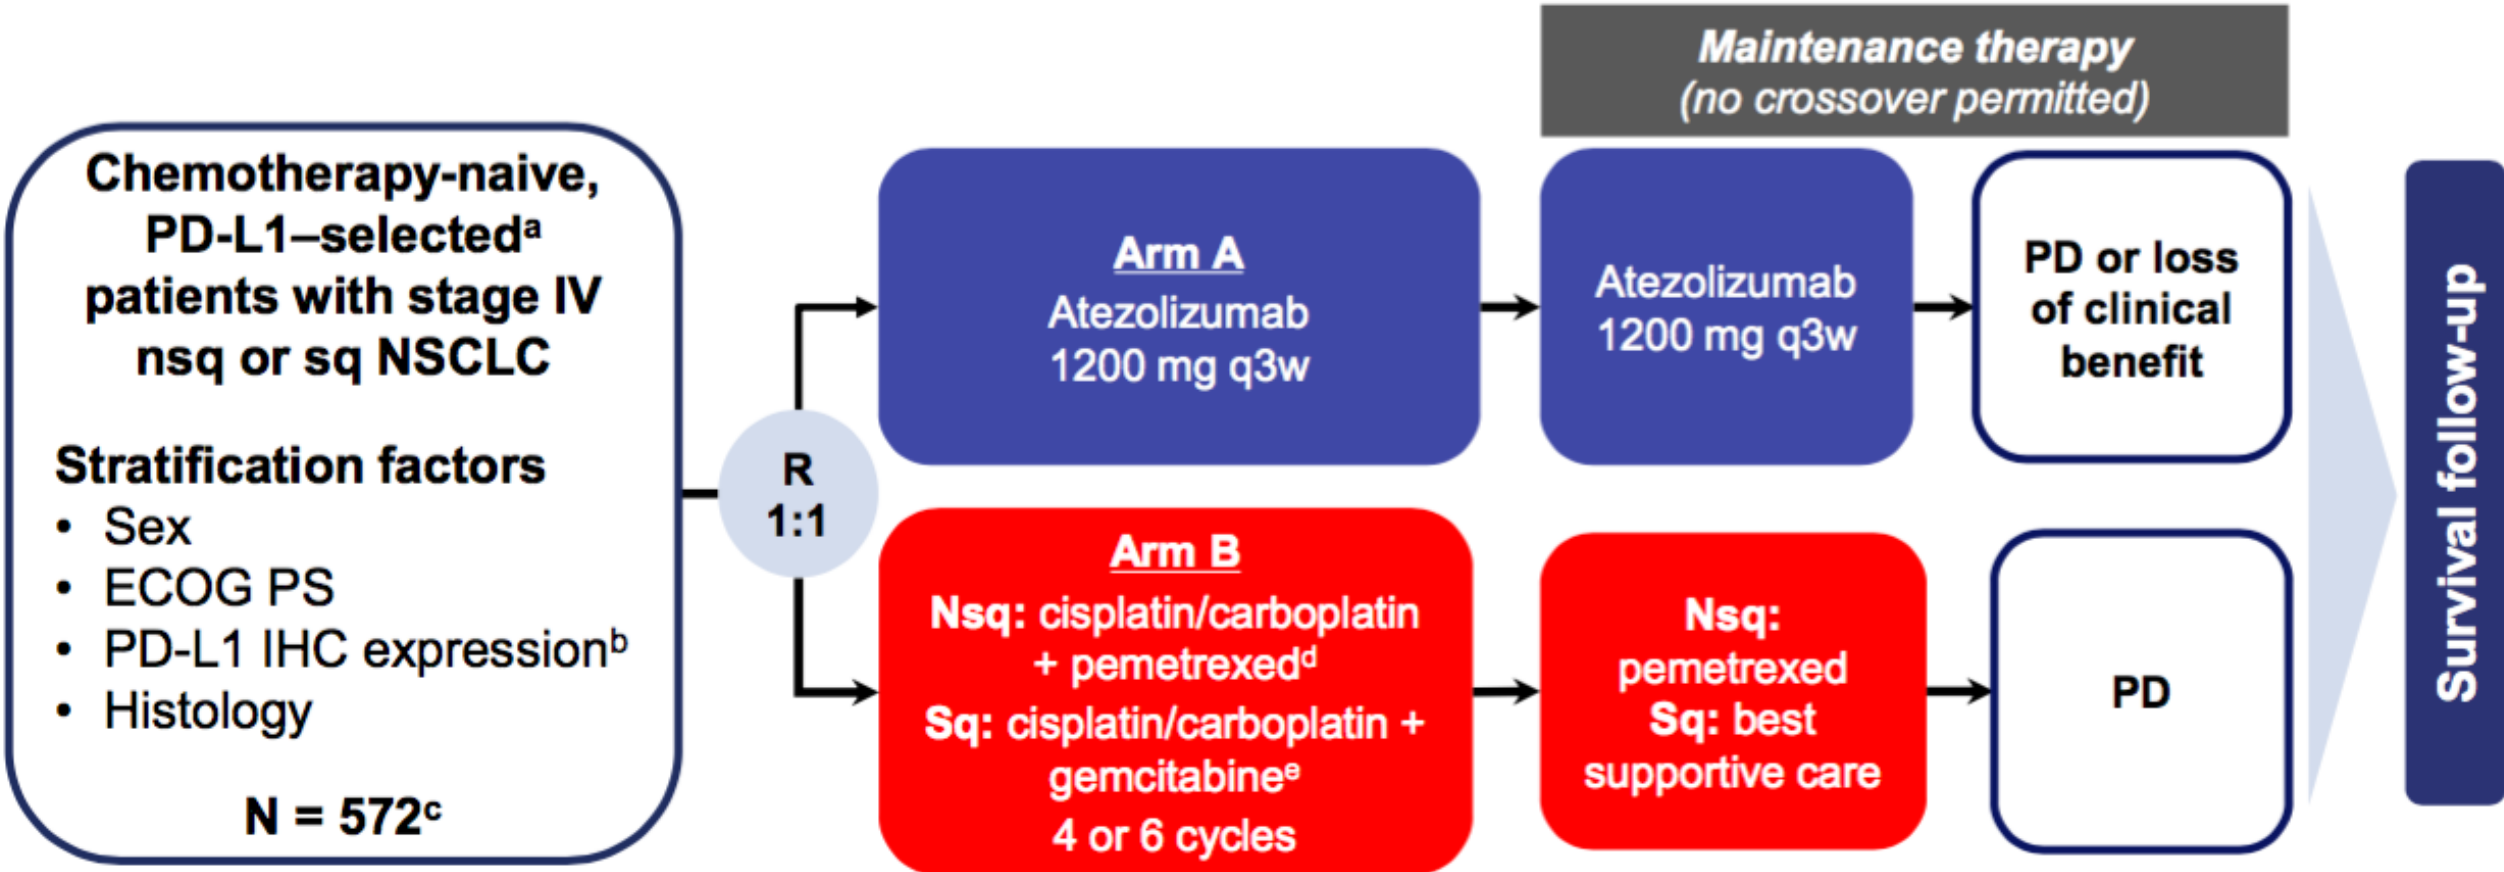 Maintenance therapy
(no crossover permitted)
Chemotherapy-naive,
PD-L1–selectedᵃ
patients with stage IV
nsq or sq NSCLC
Stratification factors
• Sex
• ECOG PS
• PD-L1 IHC expressionᵇ
• Histology
N = 572ᶜ
R
1:1
Arm A
Atezolizumab
1200 mg q3w
Atezolizumab
1200 mg q3w
PD or loss
of clinical
benefit
Arm B
Nsq: cisplatin/carboplatin
+ pemetrexedᵈ
Sq: cisplatin/carboplatin +
gemcitabineᵉ
4 or 6 cycles
Nsq:
pemetrexed
Sq: best
supportive care
PD
Survival follow-up